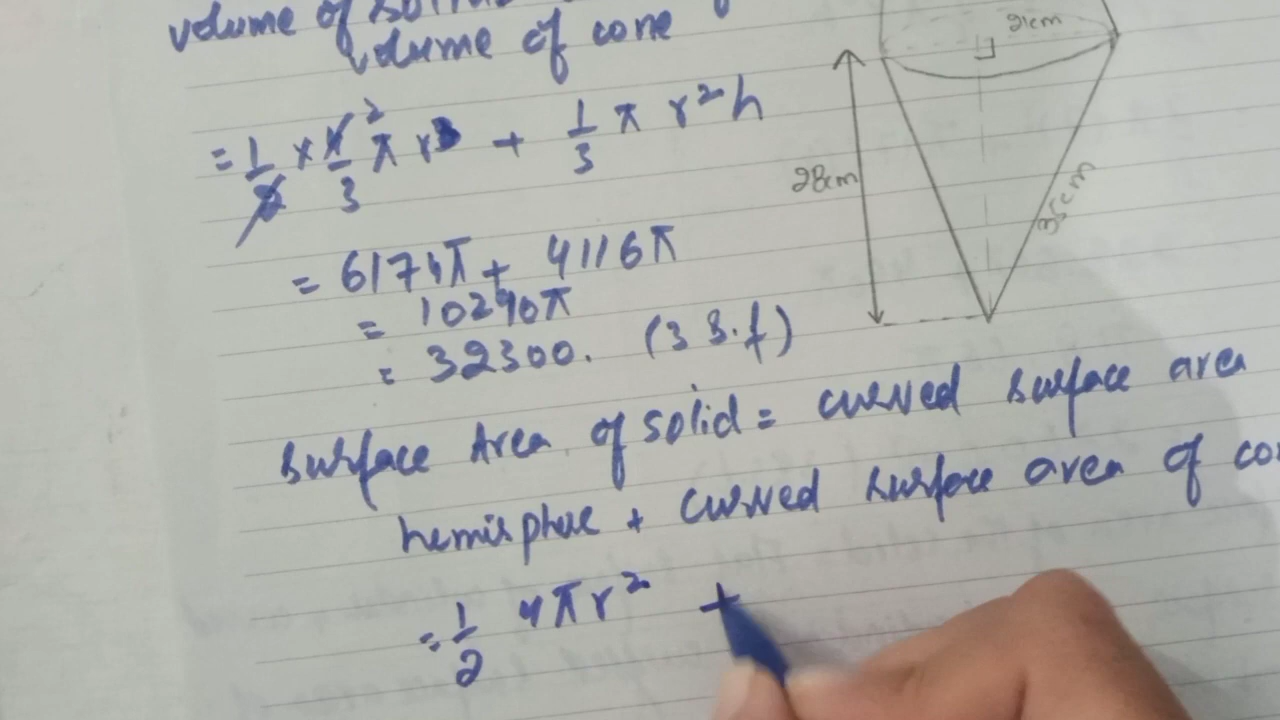 volume of
volume of cone
21cm
= 1/2 × 4/3 2 π r3 + 1/3 π r² h
28cm
35cm
= 6174π + 4116π
= 10290π
= 32300. (3 S.f)
Surface Area of solid = curved surface area
hemisphere + curved surface area of co
= 1/2 4πr² +